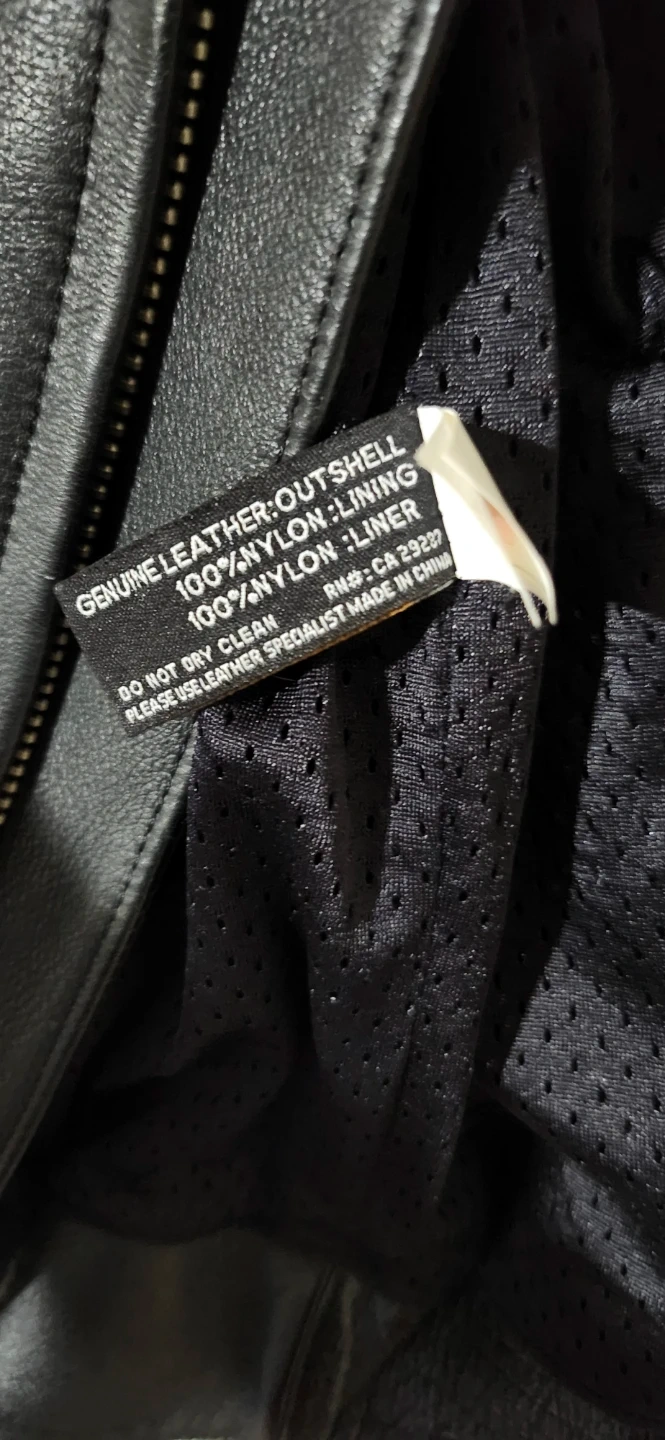 GENUINE LEATHER:OUTSHELL
100%NYLON :LINING
100%NYLON :LINER
RN#:CA 29287
DO NOT DRY CLEAN
PLEASE USE LEATHER SPECIALIST MADE IN CHINA